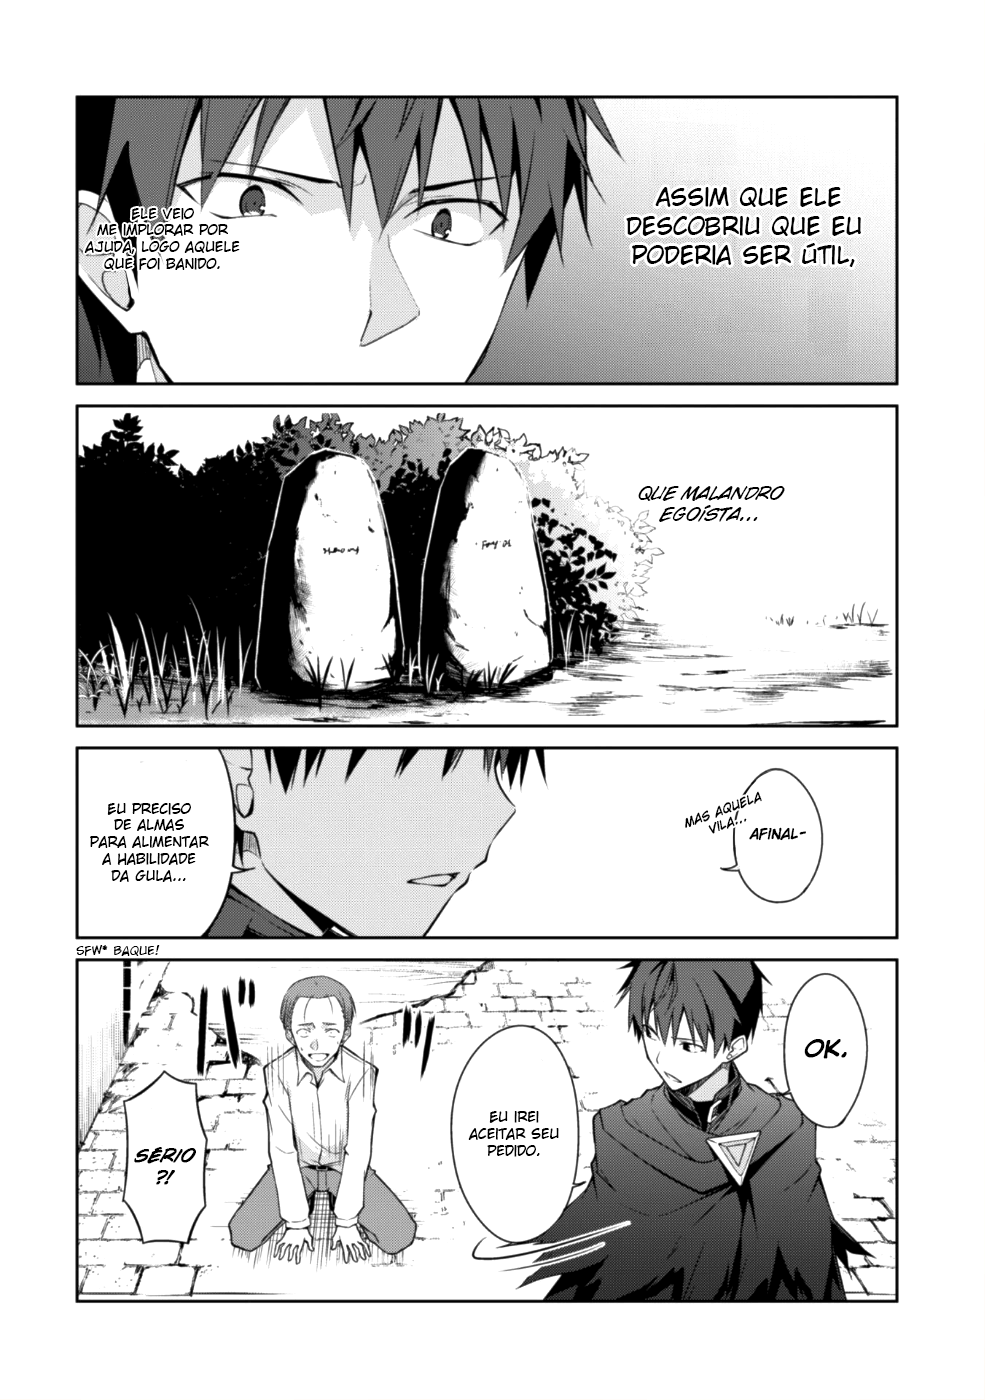 ASSIM QUE ELE
DESCOBRIU QUE EU
PODERIA SER ÚTIL,
ELE VEIO
ME IMPLORAR POR
AJUDA, LOGO AQUELE
QUE FOI BANIDO.
QUE MALANDRO
EGOÍSTA...
MAS AQUELA
VILA!..
AFINAL-
EU PRECISO
DE ALMAS
PARA ALIMENTAR
A HABILIDADE
DA GULA...
SFW* BAQUE!
OK.
EU IREI
ACEITAR SEU
PEDIDO.
SÉRIO
?!